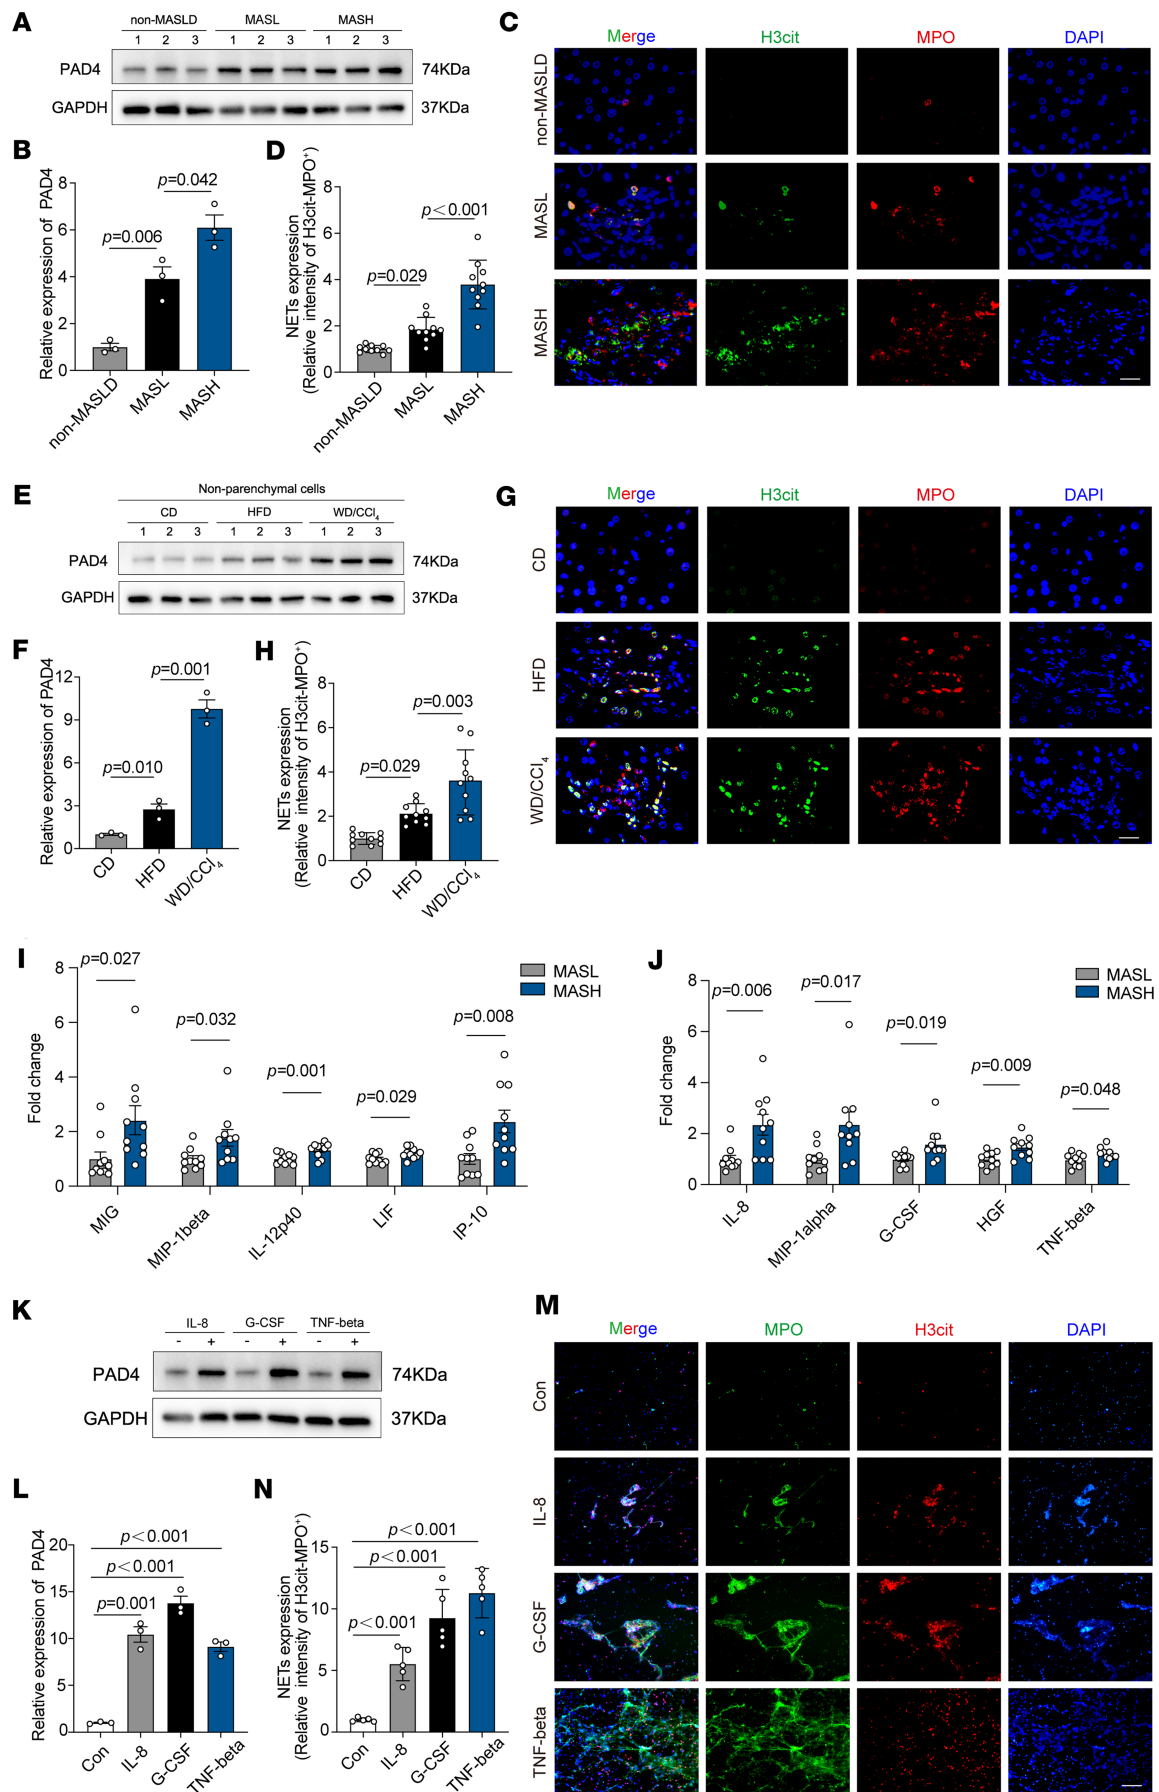 A
non-MASLD MASL MASH
1 2 3 1 2 3 1 2 3
PAD4 74KDa
GAPDH 37KDa
B
Relative expression of PAD4
8
6
4
2
0
p=0.006
p=0.042
non-MASLD
MASL
MASH
D
NETs expression
(Relative intensity of H3cit-MPO⁺)
8
6
4
2
0
p=0.029
p<0.001
non-MASLD
MASL
MASH
C
Merge H3cit MPO DAPI
non-MASLD
MASL
MASH
E
Non-parenchymal cells
CD HFD WD/CCl₄
1 2 3 1 2 3 1 2 3
PAD4 74KDa
GAPDH 37KDa
F
Relative expression of PAD4
12
9
6
3
0
p=0.010
p=0.001
CD
HFD
WD/CCl₄
H
NETs expression
(Relative intensity of H3cit-MPO⁺)
8
6
4
2
0
p=0.029
p=0.003
CD
HFD
WD/CCl₄
G
Merge H3cit MPO DAPI
CD
HFD
WD/CCl₄
I
Fold change
8
6
4
2
0
p=0.027
p=0.032
p=0.001
p=0.029
p=0.008
MASL
MASH
MIG
MIP-1beta
IL-12p40
LIF
IP-10
J
Fold change
8
6
4
2
0
p=0.006
p=0.017
p=0.019
p=0.009
p=0.048
MASL
MASH
IL-8
MIP-1alpha
G-CSF
HGF
TNF-beta
K
IL-8 G-CSF TNF-beta
- + - + - +
PAD4 74KDa
GAPDH 37KDa
L
Relative expression of PAD4
20
15
10
5
0
p<0.001
p<0.001
p=0.001
Con
IL-8
G-CSF
TNF-beta
N
NETs expression
(Relative intensity of H3cit-MPO⁺)
15
10
5
0
p<0.001
p<0.001
p<0.001
Con
IL-8
G-CSF
TNF-beta
M
Merge MPO H3cit DAPI
Con
IL-8
G-CSF
TNF-beta